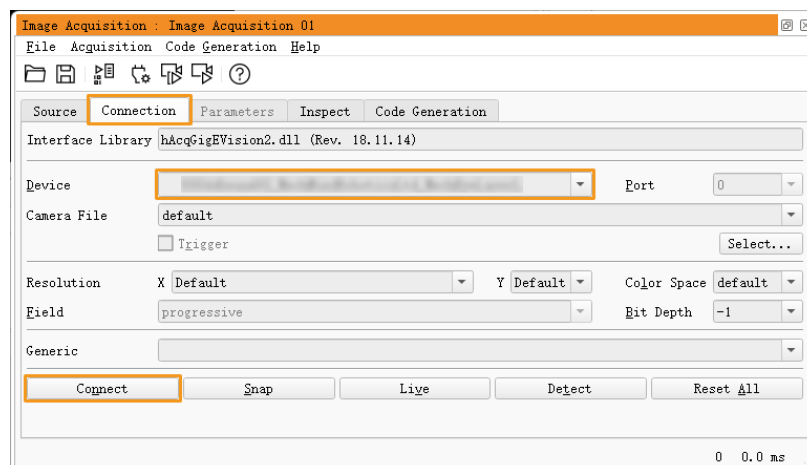 Image Acquisition : Image Acquisition 01
File Acquisition Code Generation Help
Source Connection Parameters Inspect Code Generation
Interface Library hAcqGigEVision2.dll (Rev. 18.11.14)
Device Port 0
Camera File default
Trigger Select...
Resolution X Default Y Default Color Space default
Field progressive Bit Depth -1
Generic
Connect Snap Live Detect Reset All
0 0.0 ms